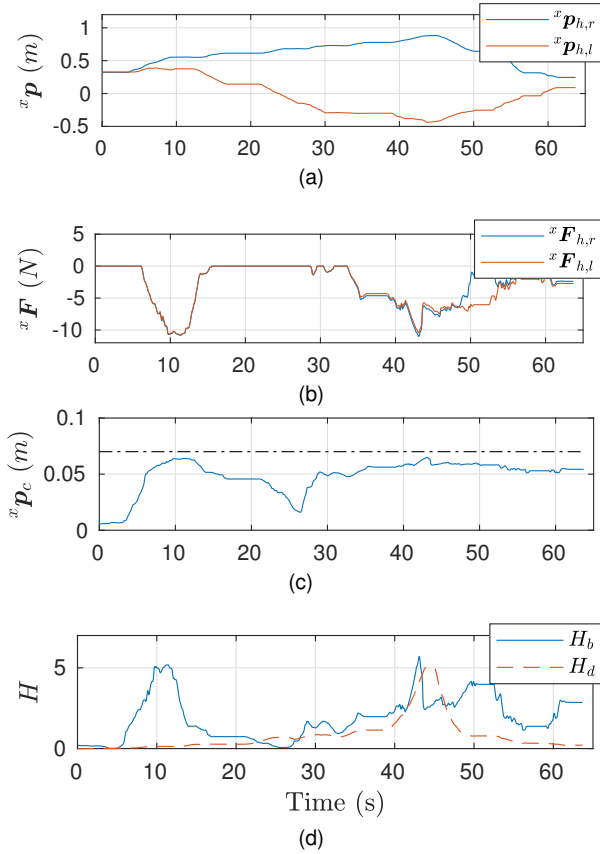 1
0.5
0
-0.5
0 10 20 30 40 50 60
ˣp (m)
ˣp_{h,r}
ˣp_{h,l}
(a)
5
0
-5
-10
0 10 20 30 40 50 60
ˣF (N)
ˣF_{h,r}
ˣF_{h,l}
(b)
0.1
0.05
0
0 10 20 30 40 50 60
ˣp_c (m)
(c)
5
0
0 10 20 30 40 50 60
H
H_b
H_d
Time (s)
(d)